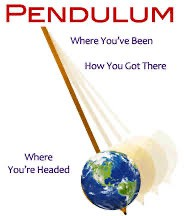 PENDULUM
Where You've Been
How You Got There
Where
You're Headed